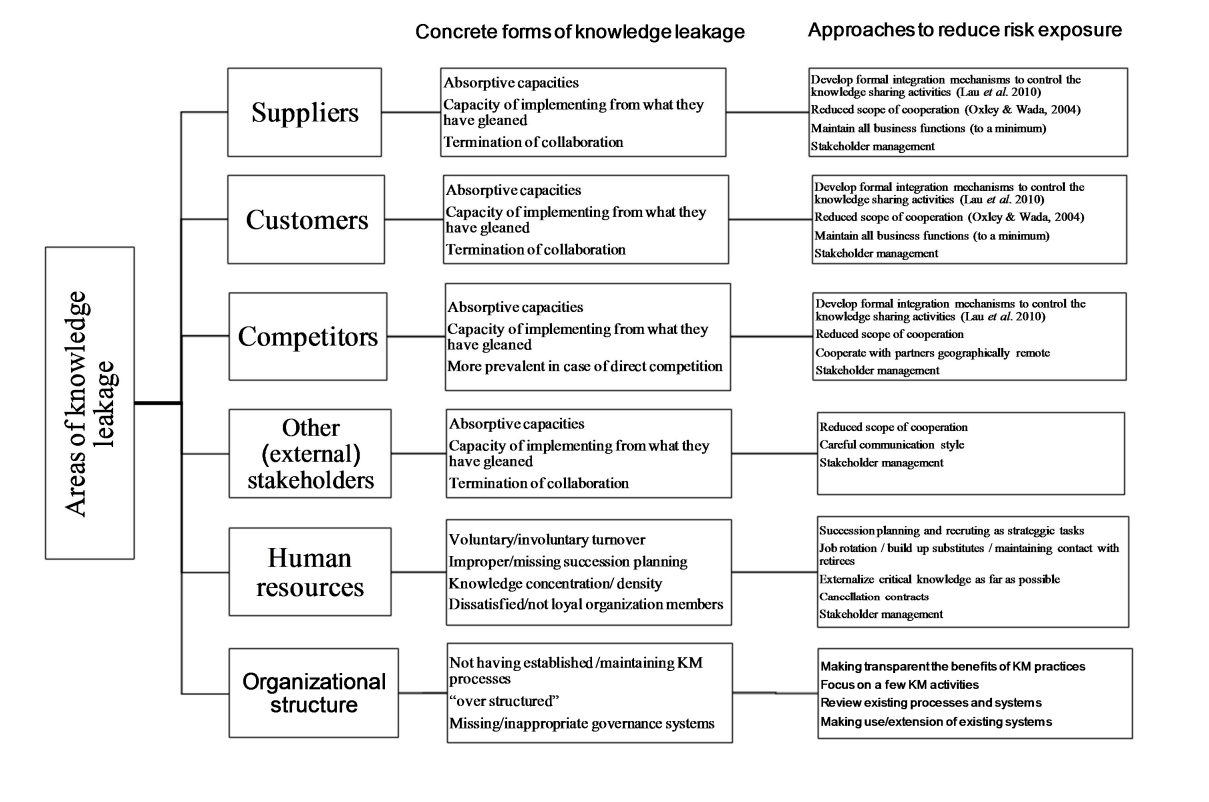 Concrete forms of knowledge leakage
Approaches to reduce risk exposure
Areas of knowledge
leakage
Suppliers
Absorptive capacities
Capacity of implementing from what they
have gleaned
Termination of collaboration
Develop formal integration mechanisms to control the
knowledge sharing activities (Lau et al. 2010)
Reduced scope of cooperation (Oxley & Wada, 2004)
Maintain all business functions (to a minimum)
Stakeholder management
Customers
Absorptive capacities
Capacity of implementing from what they
have gleaned
Termination of collaboration
Develop formal integration mechanisms to control the
knowledge sharing activities (Lau et al. 2010)
Reduced scope of cooperation (Oxley & Wada, 2004)
Maintain all business functions (to a minimum)
Stakeholder management
Competitors
Absorptive capacities
Capacity of implementing from what they
have gleaned
More prevalent in case of direct competition
Develop formal integration mechanisms to control the
knowledge sharing activities (Lau et al. 2010)
Reduced scope of cooperation
Cooperate with partners geographically remote
Stakeholder management
Other
(external)
stakeholders
Absorptive capacities
Capacity of implementing from what they
have gleaned
Termination of collaboration
Reduced scope of cooperation
Careful communication style
Stakeholder management
Human
resources
Voluntary/involuntary turnover
Improper/missing succession planning
Knowledge concentration/ density
Dissatisfied/not loyal organization members
Succession planning and recruting as strateggic tasks
Job rotation / build up substitutes / maintaining contact with
retirees
Externalize critical knowledge as far as possible
Cancellation contracts
Stakeholder management
Organizational
structure
Not having established /maintaining KM
processes
“over structured”
Missing/inappropriate governance systems
Making transparent the benefits of KM practices
Focus on a few KM activities
Review existing processes and systems
Making use/extension of existing systems